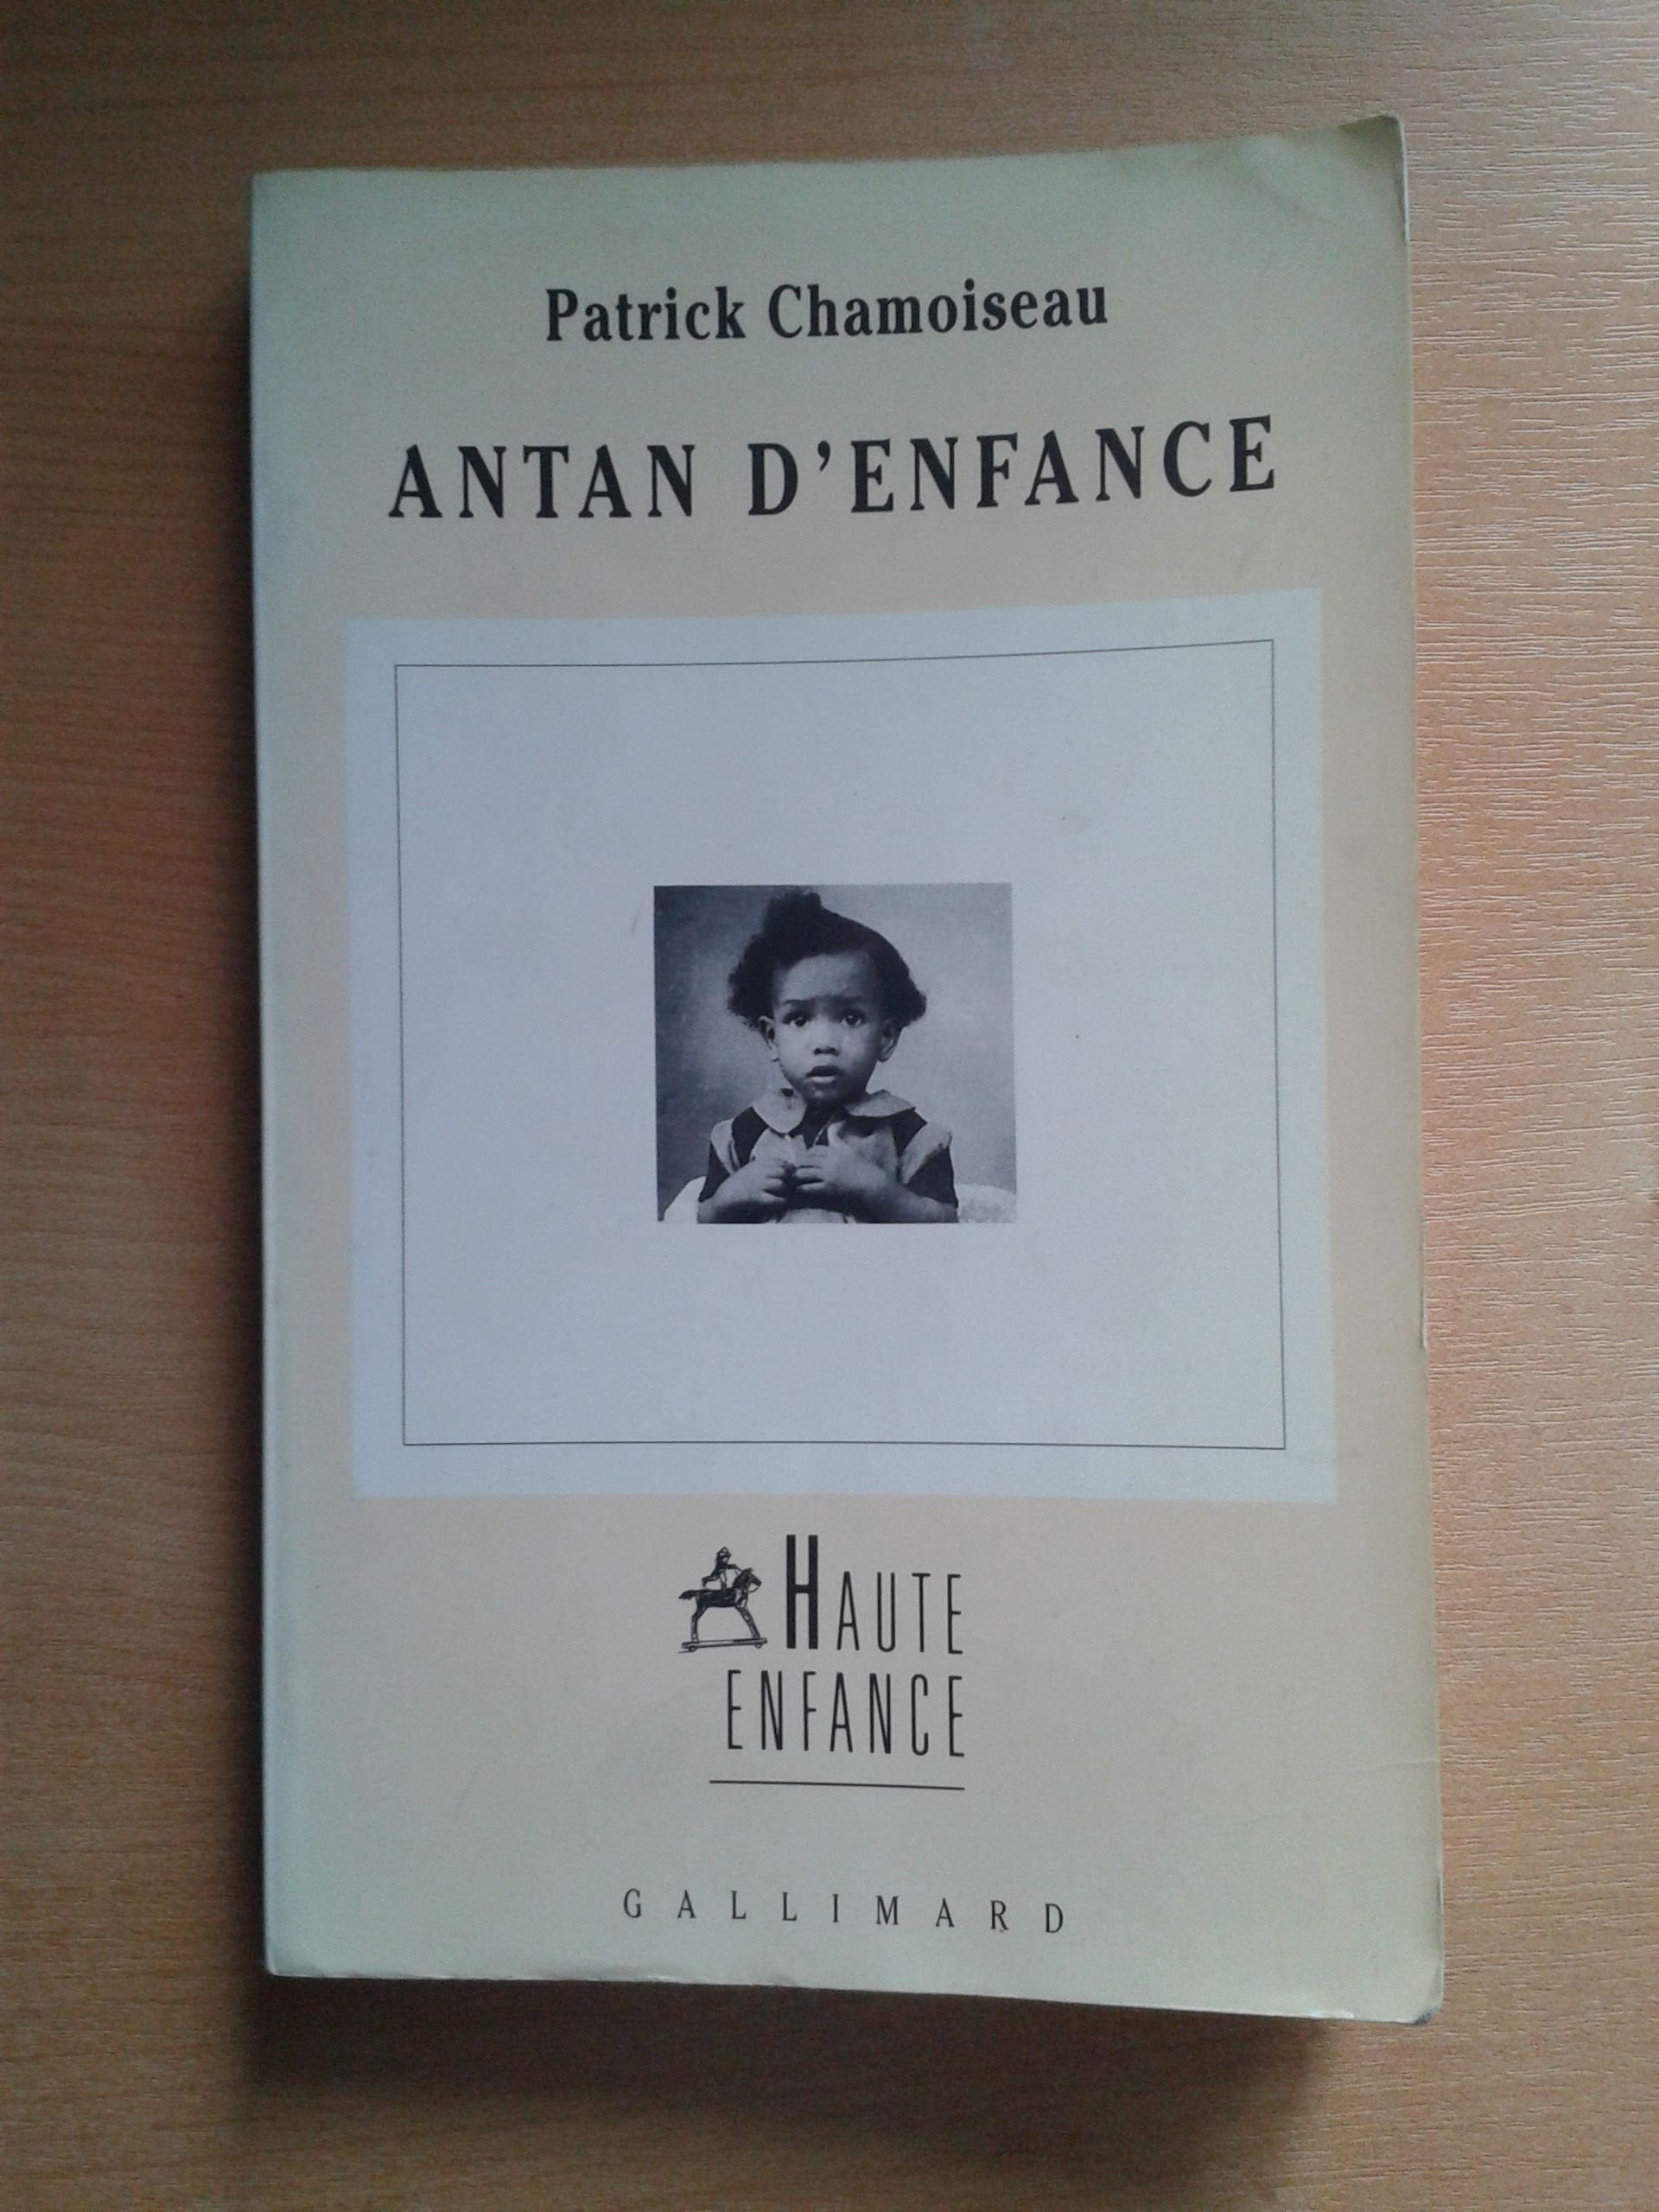 Patrick Chamoiseau
ANTAN D'ENFANCE
HAUTE
ENFANCE
GALLIMARD